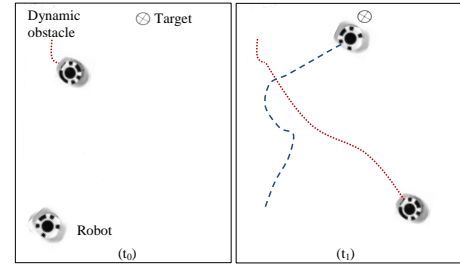 Dynamic
obstacle
Target
Robot
(t₀)
(t₁)